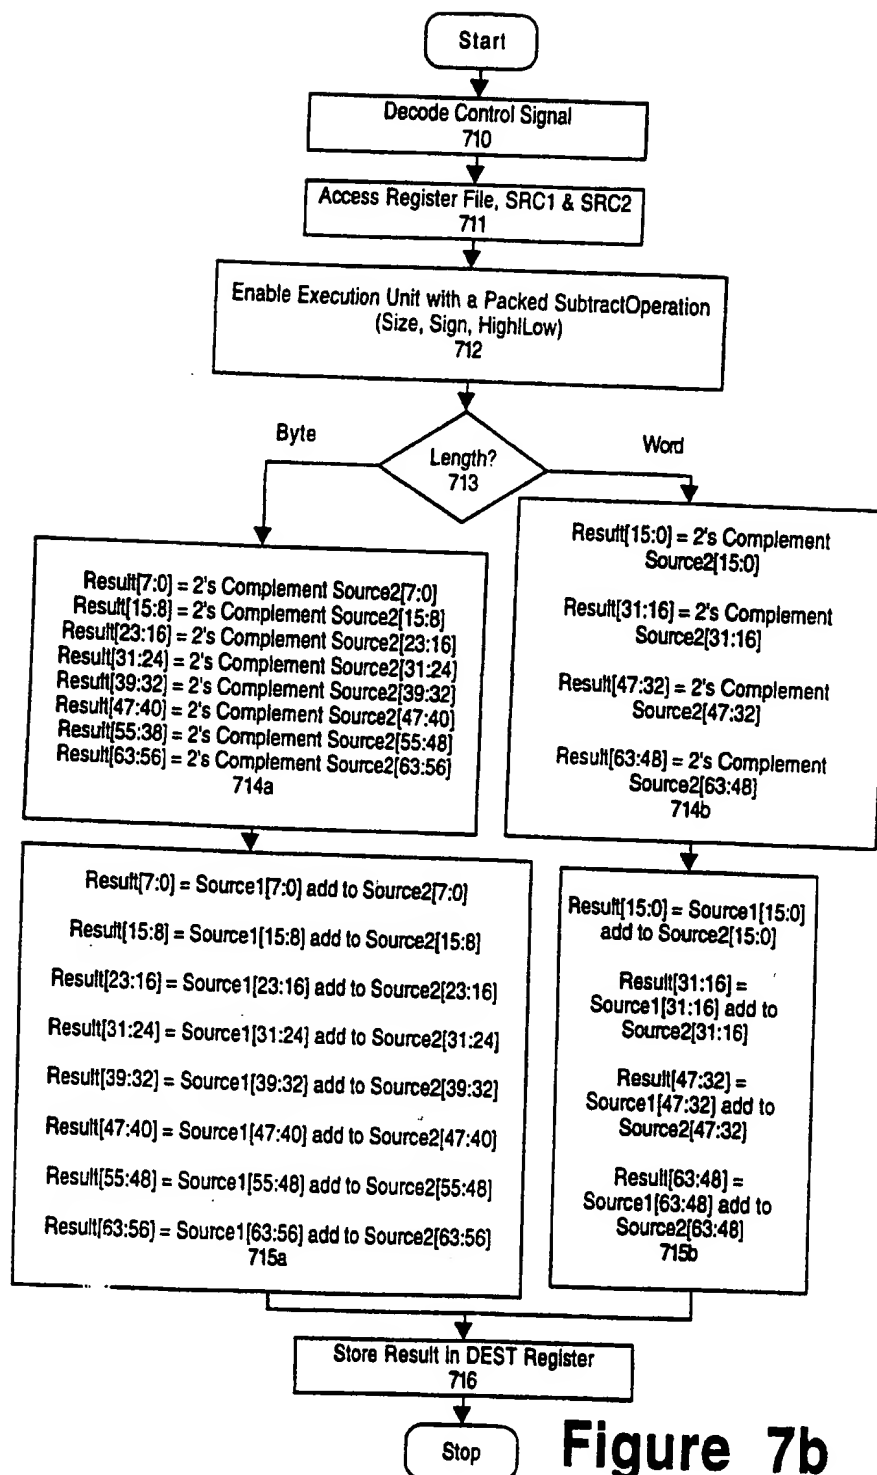 Start
Decode Control Signal
710
Access Register File, SRC1 & SRC2
711
Enable Execution Unit with a Packed SubtractOperation
(Size, Sign, High|Low)
712
Byte
Length?
713
Word
Result[7:0] = 2's Complement Source2[7:0]
Result[15:8] = 2's Complement Source2[15:8]
Result[23:16] = 2's Complement Source2[23:16]
Result[31:24] = 2's Complement Source2[31:24]
Result[39:32] = 2's Complement Source2[39:32]
Result[47:40] = 2's Complement Source2[47:40]
Result[55:38] = 2's Complement Source2[55:48]
Result[63:56] = 2's Complement Source2[63:56]
714a
Result[15:0] = 2's Complement
Source2[15:0]
Result[31:16] = 2's Complement
Source2[31:16]
Result[47:32] = 2's Complement
Source2[47:32]
Result[63:48] = 2's Complement
Source2[63:48]
714b
Result[7:0] = Source1[7:0] add to Source2[7:0]
Result[15:8] = Source1[15:8] add to Source2[15:8]
Result[23:16] = Source1[23:16] add to Source2[23:16]
Result[31:24] = Source1[31:24] add to Source2[31:24]
Result[39:32] = Source1[39:32] add to Source2[39:32]
Result[47:40] = Source1[47:40] add to Source2[47:40]
Result[55:48] = Source1[55:48] add to Source2[55:48]
Result[63:56] = Source1[63:56] add to Source2[63:56]
715a
Result[15:0] = Source1[15:0]
add to Source2[15:0]
Result[31:16] =
Source1[31:16] add to
Source2[31:16]
Result[47:32] =
Source1[47:32] add to
Source2[47:32]
Result[63:48] =
Source1[63:48] add to
Source2[63:48]
715b
Store Result in DEST Register
716
Stop
Figure 7b